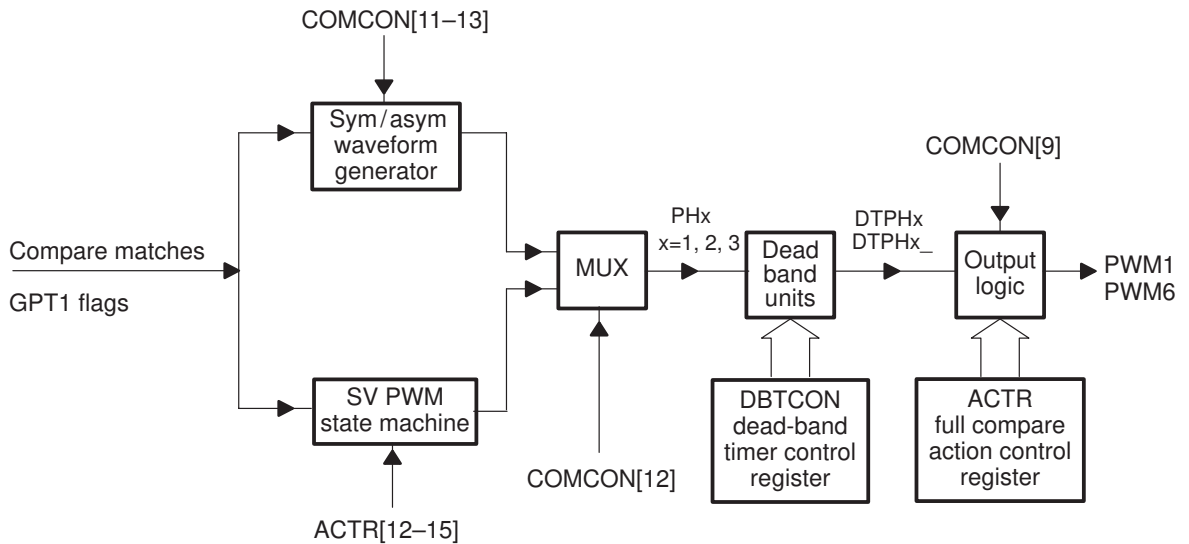 COMCON[11–13]
Sym/asym
waveform
generator
COMCON[9]
Compare matches
GPT1 flags
MUX
PHx
x=1, 2, 3
Dead
band
units
DTPHx
DTPHx_
Output
logic
PWM1
PWM6
SV PWM
state machine
COMCON[12]
ACTR[12–15]
DBTCON
dead-band
timer control
register
ACTR
full compare
action control
register